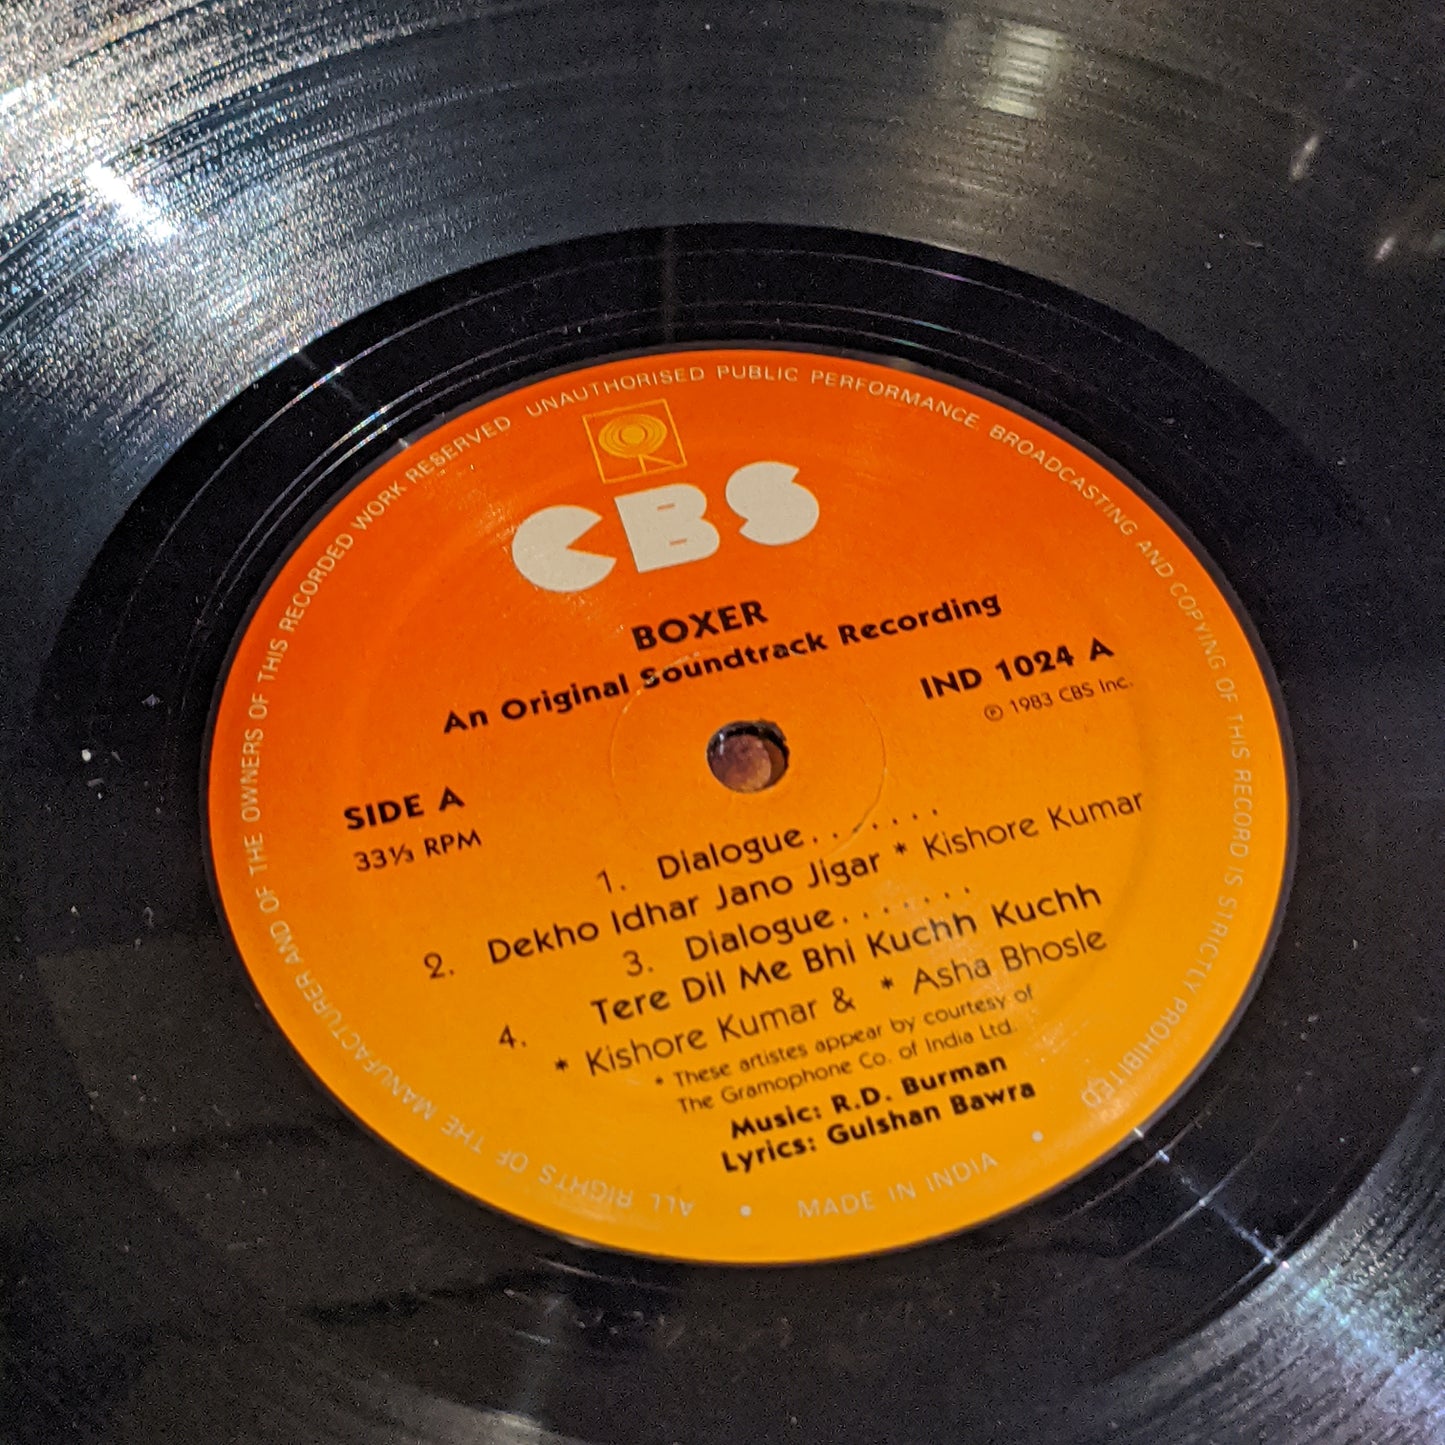 ALL RIGHTS OF THE MANUFACTURER AND OF THE OWNERS OF THIS RECORDED WORK RESERVED UNAUTHORISED PUBLIC PERFORMANCE BROADCASTING AND COPYING OF THIS RECORD IS STRICTLY PROHIBITED
CBS
BOXER
An Original Soundtrack Recording
IND 1024 A
℗ 1983 CBS Inc.
SIDE A
33⅓ RPM
1. Dialogue.......
2. Dekho Idhar Jano Jigar * Kishore Kumar
3. Dialogue......
4. Tere Dil Me Bhi Kuchh Kuchh
* Kishore Kumar & * Asha Bhosle
* These artistes appear by courtesy of
The Gramophone Co. of India Ltd.
Music: R.D. Burman
Lyrics: Gulshan Bawra
• MADE IN INDIA •